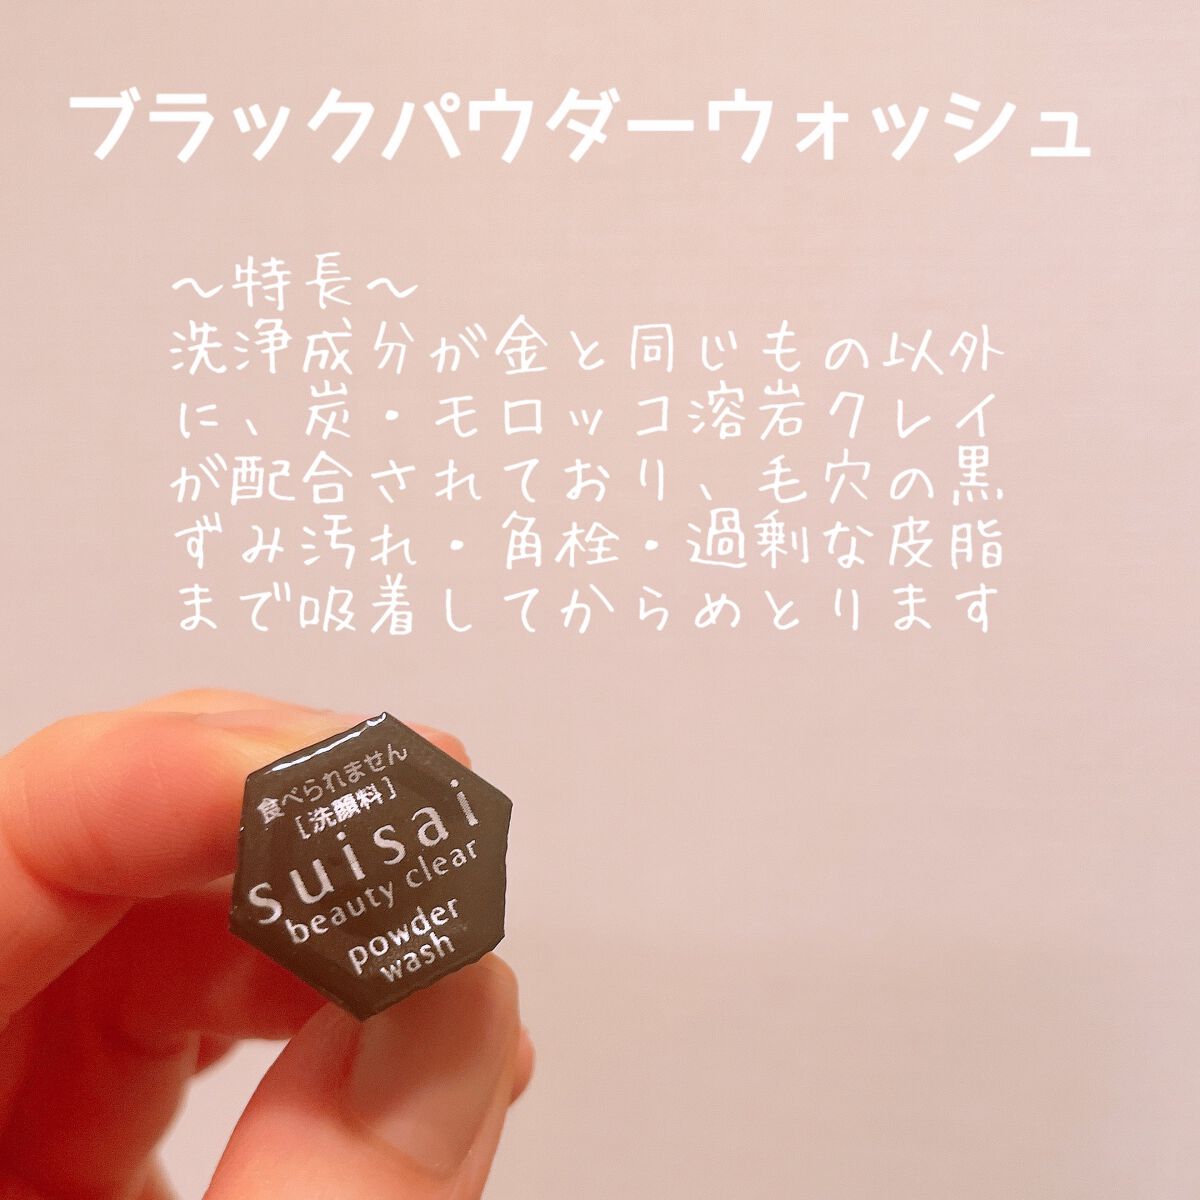 ブラックパウダーウォッシュ
～特長～
洗浄成分が金と同じもの以外
に、炭・モロッコ溶岩クレイ
が配合されており、毛穴の黒
ずみ汚れ・角栓・過剰な皮脂
まで吸着してからめとります
食べられません
[洗顔料]
suisai
beauty clear
powder
wash